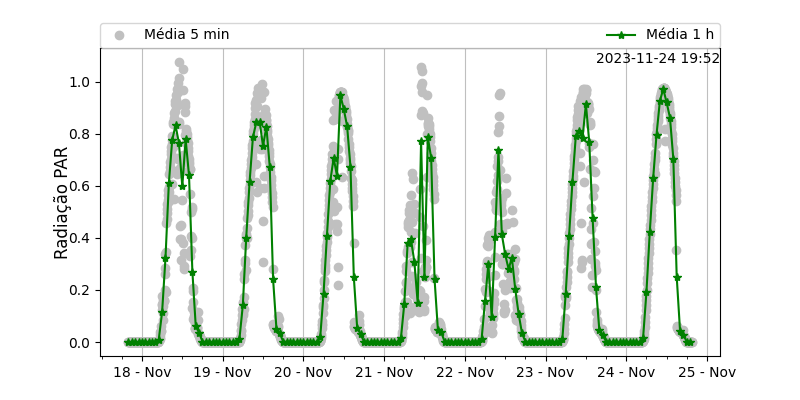 Média 5 min
Média 1 h
2023-11-24 19:52
Radiação PAR
1.0
0.8
0.6
0.4
0.2
0.0
18 - Nov
19 - Nov
20 - Nov
21 - Nov
22 - Nov
23 - Nov
24 - Nov
25 - Nov